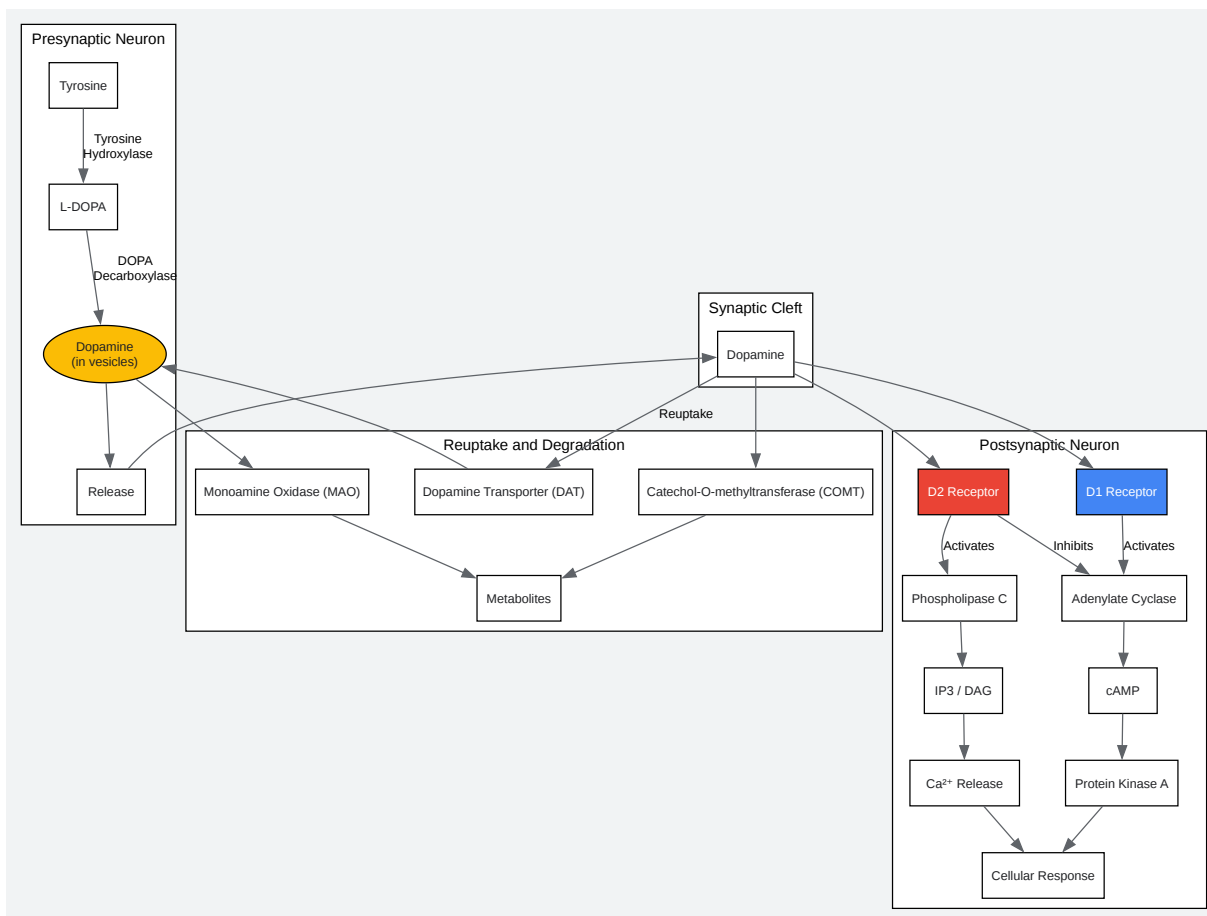 Presynaptic Neuron
Tyrosine
Tyrosine
Hydroxylase
L-DOPA
DOPA
Decarboxylase
Dopamine
(in vesicles)
Release
Synaptic Cleft
Dopamine
Reuptake
Reuptake and Degradation
Monoamine Oxidase (MAO)
Dopamine Transporter (DAT)
Catechol-O-methyltransferase (COMT)
Metabolites
Postsynaptic Neuron
D2 Receptor
D1 Receptor
Activates
Inhibits
Activates
Phospholipase C
Adenylate Cyclase
IP3 / DAG
cAMP
Ca²⁺ Release
Protein Kinase A
Cellular Response